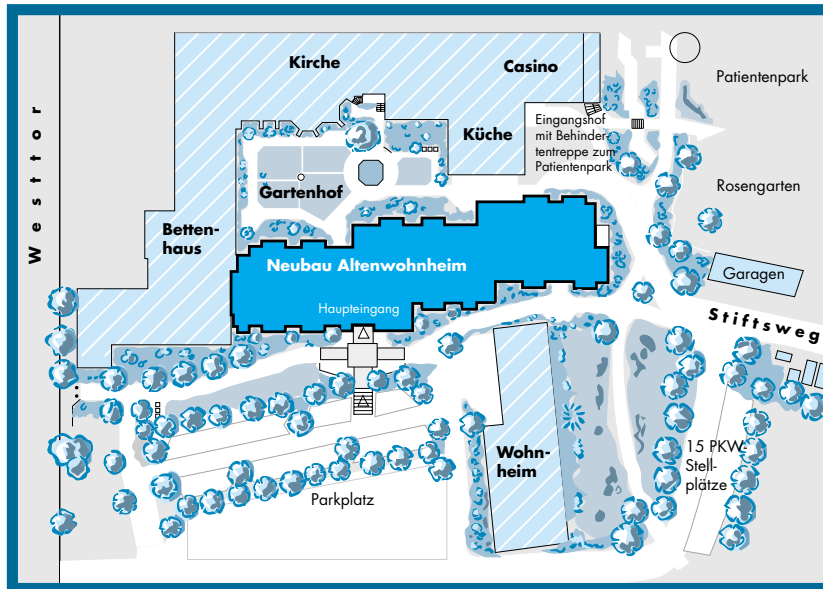 Kirche
Casino
Patientenpark
Westtor
Küche
Eingangshof
mit Behinder-
tentreppe zum
Patientenpark
Gartenhof
Rosengarten
Betten-
haus
Neubau Altenwohnheim
Garagen
Haupteingang
Stiftsweg
Wohn-
heim
15 PKW-
Stell-
plätze
Parkplatz